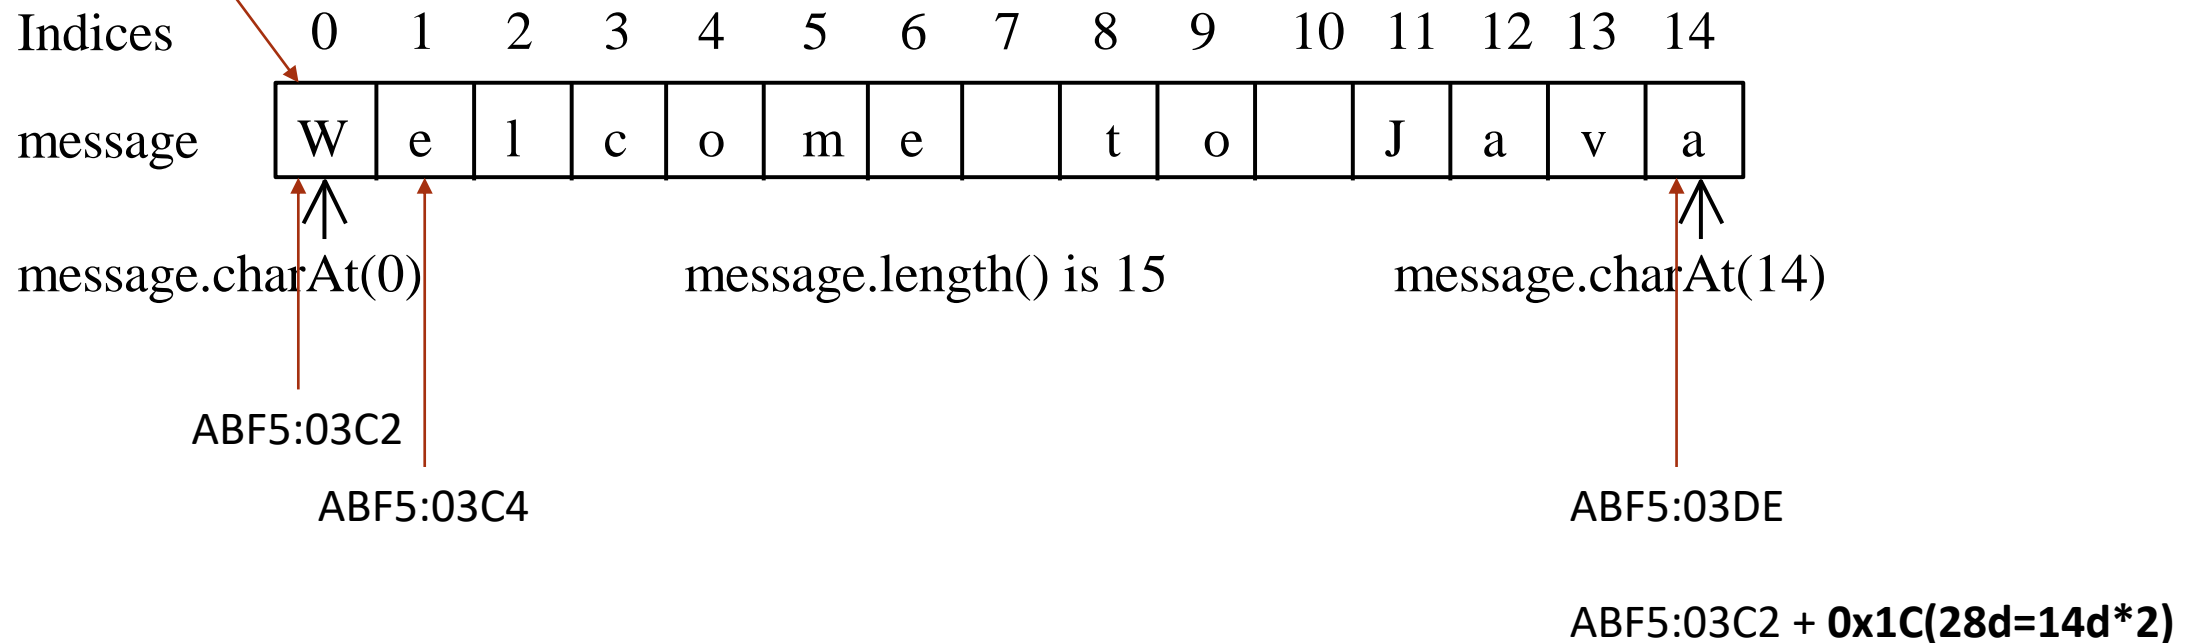 Indices 0 1 2 3 4 5 6 7 8 9 10 11 12 13 14
message W e l c o m e t o J a v a
message.charAt(0) message.length() is 15 message.charAt(14)
ABF5:03C2
ABF5:03C4 ABF5:03DE
ABF5:03C2 + 0x1C(28d=14d*2)